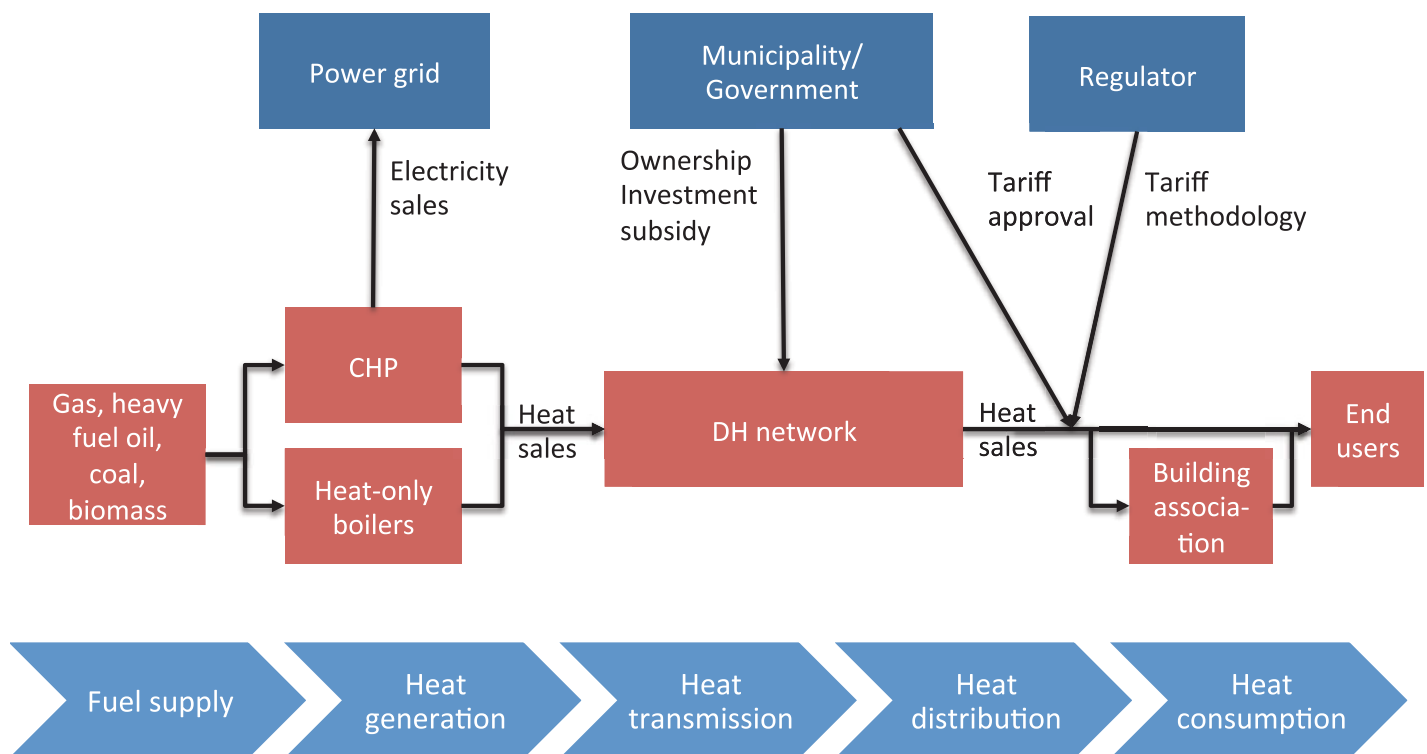 Power grid
Municipality/
Government
Regulator
Electricity
sales
Ownership
Investment
subsidy
Tariff
approval
Tariff
methodology
Gas, heavy
fuel oil,
coal,
biomass
CHP
Heat-only
boilers
Heat
sales
DH network
Heat
sales
Building
associa-
tion
End
users
Fuel supply
Heat
generation
Heat
transmission
Heat
distribution
Heat
consumption